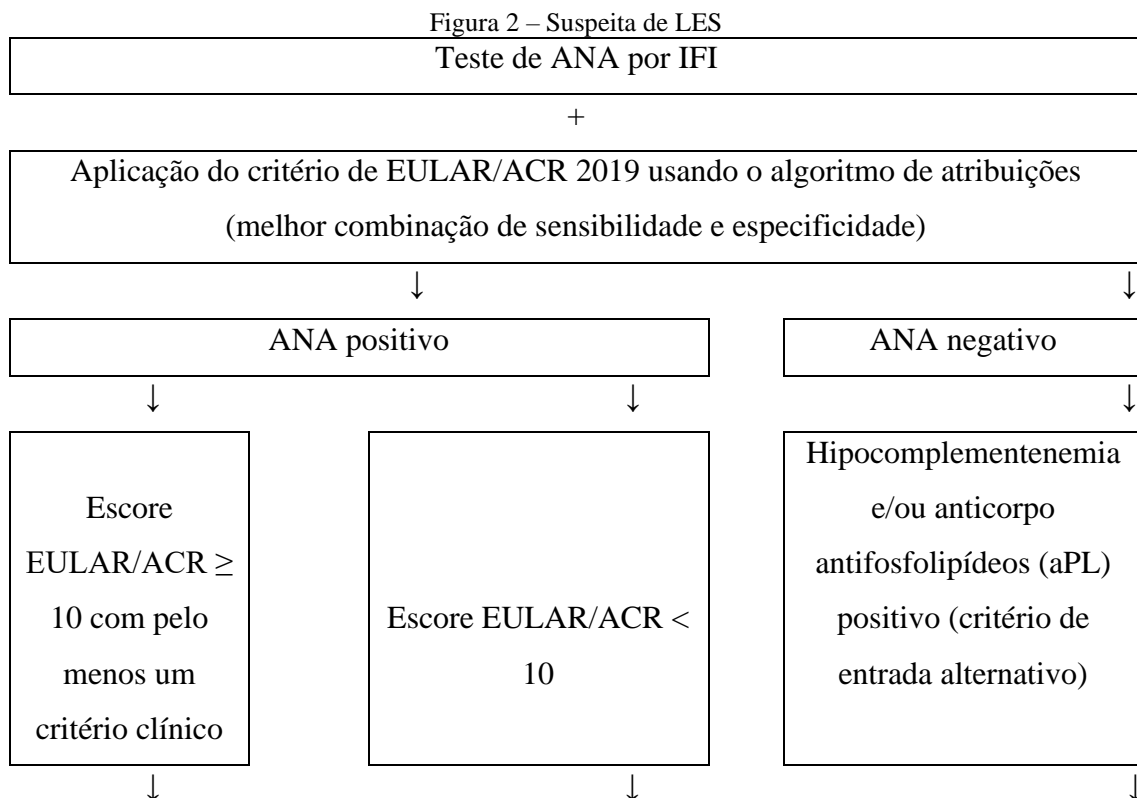 Figura 2 – Suspeita de LES
Teste de ANA por IFI
+
Aplicação do critério de EULAR/ACR 2019 usando o algoritmo de atribuições
(melhor combinação de sensibilidade e especificidade)
↓ ↓
ANA positivo
ANA negativo
↓ ↓ ↓
Escore
EULAR/ACR ≥
10 com pelo
menos um
critério clínico
Escore EULAR/ACR <
10
Hipocomplementenemia
e/ou anticorpo
antifosfolipídeos (aPL)
positivo (critério de
entrada alternativo)
↓ ↓ ↓